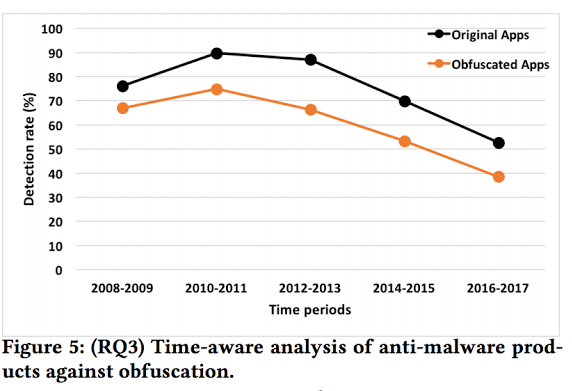 100
90
80
70
60
50
40
30
20
10
0
Detection rate (%)
Original Apps
Obfuscated Apps
2008-2009 2010-2011 2012-2013 2014-2015 2016-2017
Time periods
Figure 5: (RQ3) Time-aware analysis of anti-malware prod-
ucts against obfuscation.